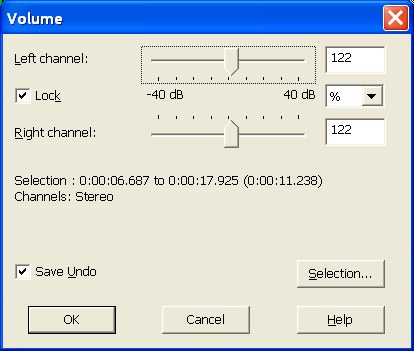 Volume
Left channel:
122
Lock
-40 dB
40 dB
%
Right channel:
122
Selection : 0:00:06.687 to 0:00:17.925 (0:00:11.238)
Channels: Stereo
Save Undo
Selection...
OK
Cancel
Help